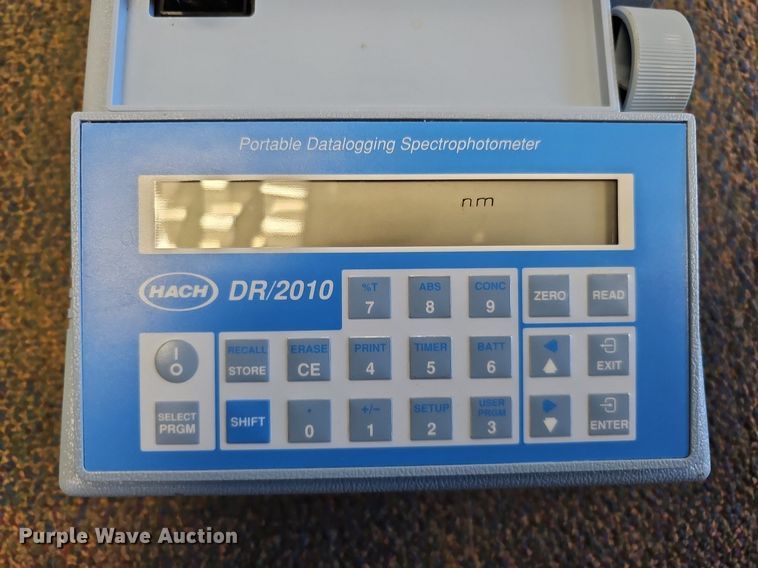 Portable Datalogging Spectrophotometer
nm
HACH DR/2010
%T 7
ABS 8
CONC 9
ZERO
READ
I O
RECALL STORE
ERASE CE
PRINT 4
TIMER 5
BATT 6
EXIT
SELECT PRGM
SHIFT
. 0
+/− 1
SETUP 2
USER PRGM 3
ENTER
Purple Wave Auction